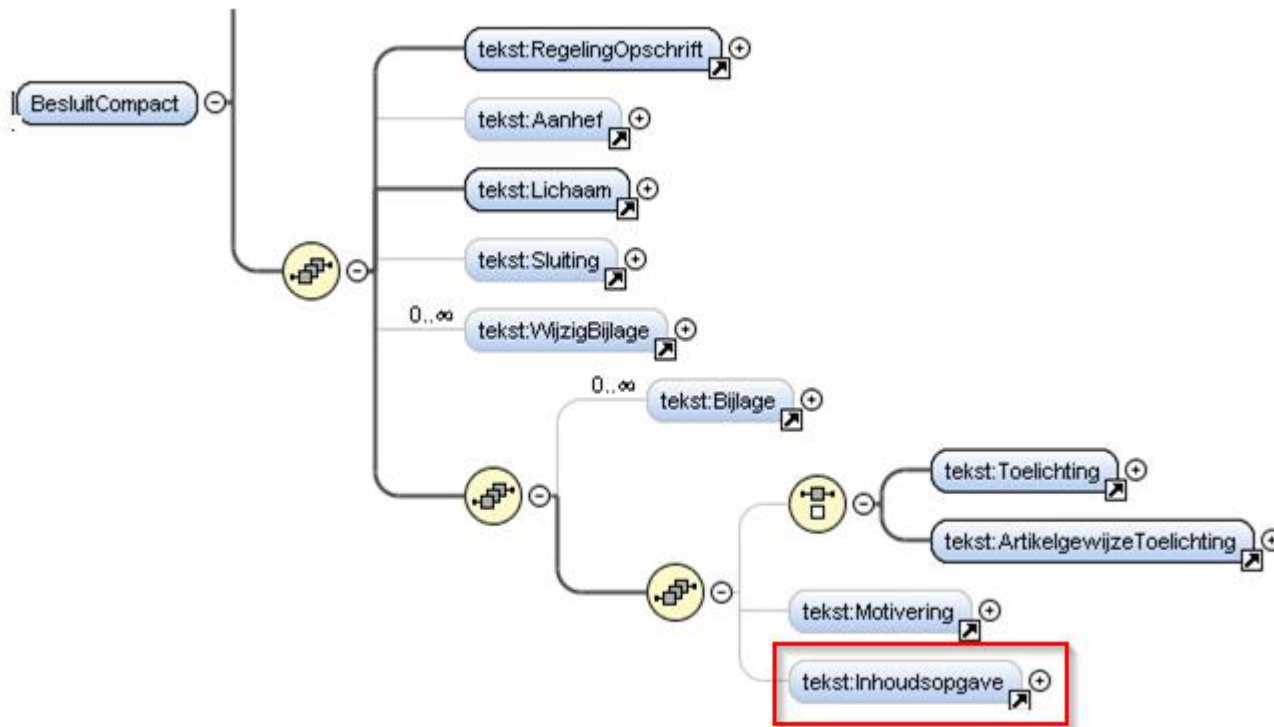 tekst:RegelingOpschrift
BesluitCompact
tekst:Aanhef
tekst:Lichaam
tekst:Sluiting
0..∞
tekst:WijzigBijlage
0..∞
tekst:Bijlage
tekst:Toelichting
tekst:ArtikelgewijzeToelichting
tekst:Motivering
tekst:Inhoudsopgave